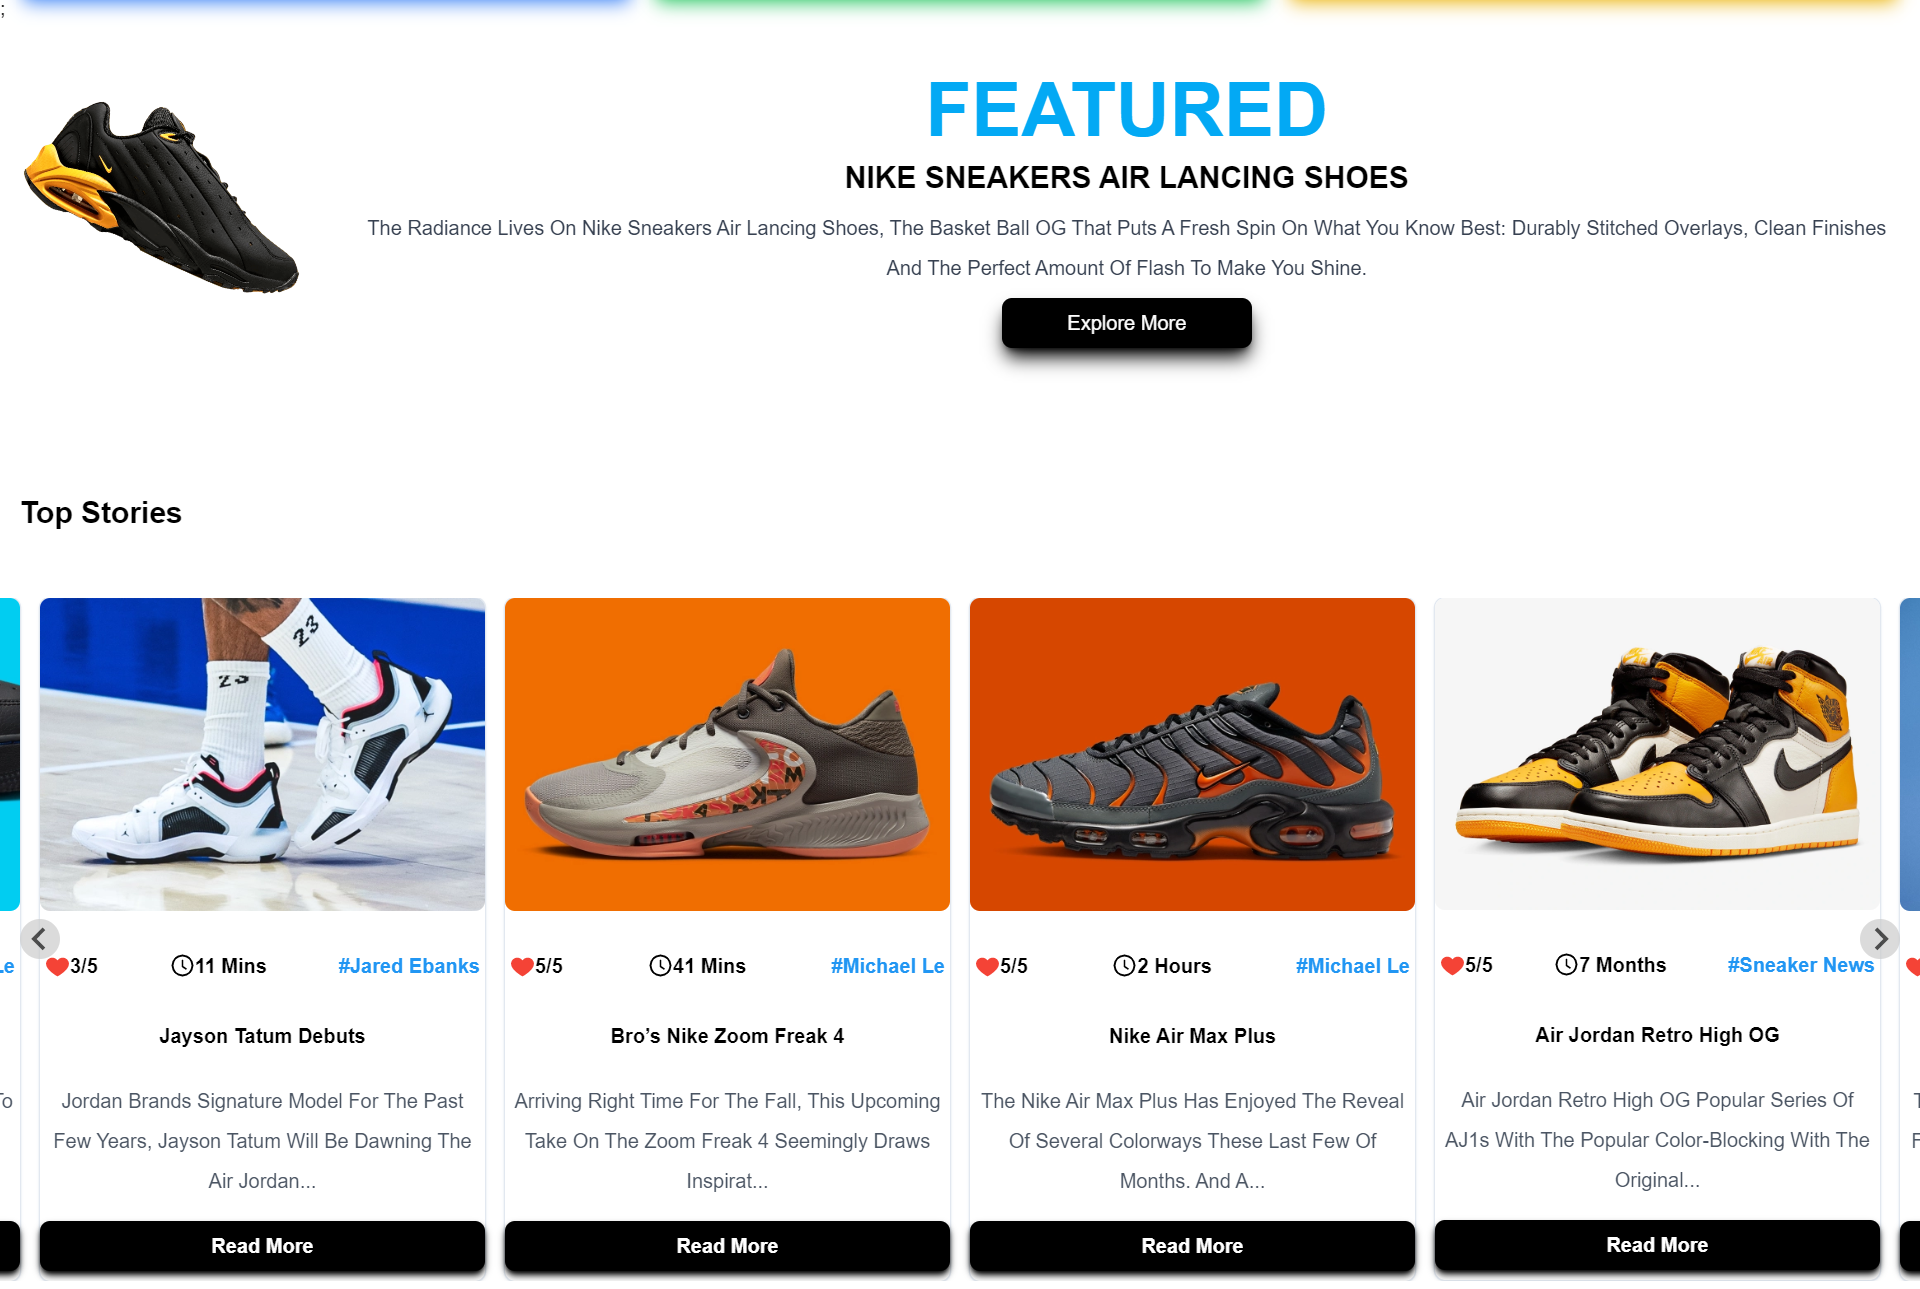 ;
FEATURED
NIKE SNEAKERS AIR LANCING SHOES
The Radiance Lives On Nike Sneakers Air Lancing Shoes, The Basket Ball OG That Puts A Fresh Spin On What You Know Best: Durably Stitched Overlays, Clean Finishes
And The Perfect Amount Of Flash To Make You Shine.
Explore More
Top Stories
23
23
Le
3/5 11 Mins #Jared Ebanks
Jayson Tatum Debuts
To
Jordan Brands Signature Model For The Past
Few Years, Jayson Tatum Will Be Dawning The
Air Jordan...
Read More
5/5 41 Mins #Michael Le
Bro’s Nike Zoom Freak 4
Arriving Right Time For The Fall, This Upcoming
Take On The Zoom Freak 4 Seemingly Draws
Inspirat...
Read More
5/5 2 Hours #Michael Le
Nike Air Max Plus
The Nike Air Max Plus Has Enjoyed The Reveal
Of Several Colorways These Last Few Of
Months. And A...
Read More
5/5 7 Months #Sneaker News
Air Jordan Retro High OG
Air Jordan Retro High OG Popular Series Of
AJ1s With The Popular Color-Blocking With The
Original...
Read More